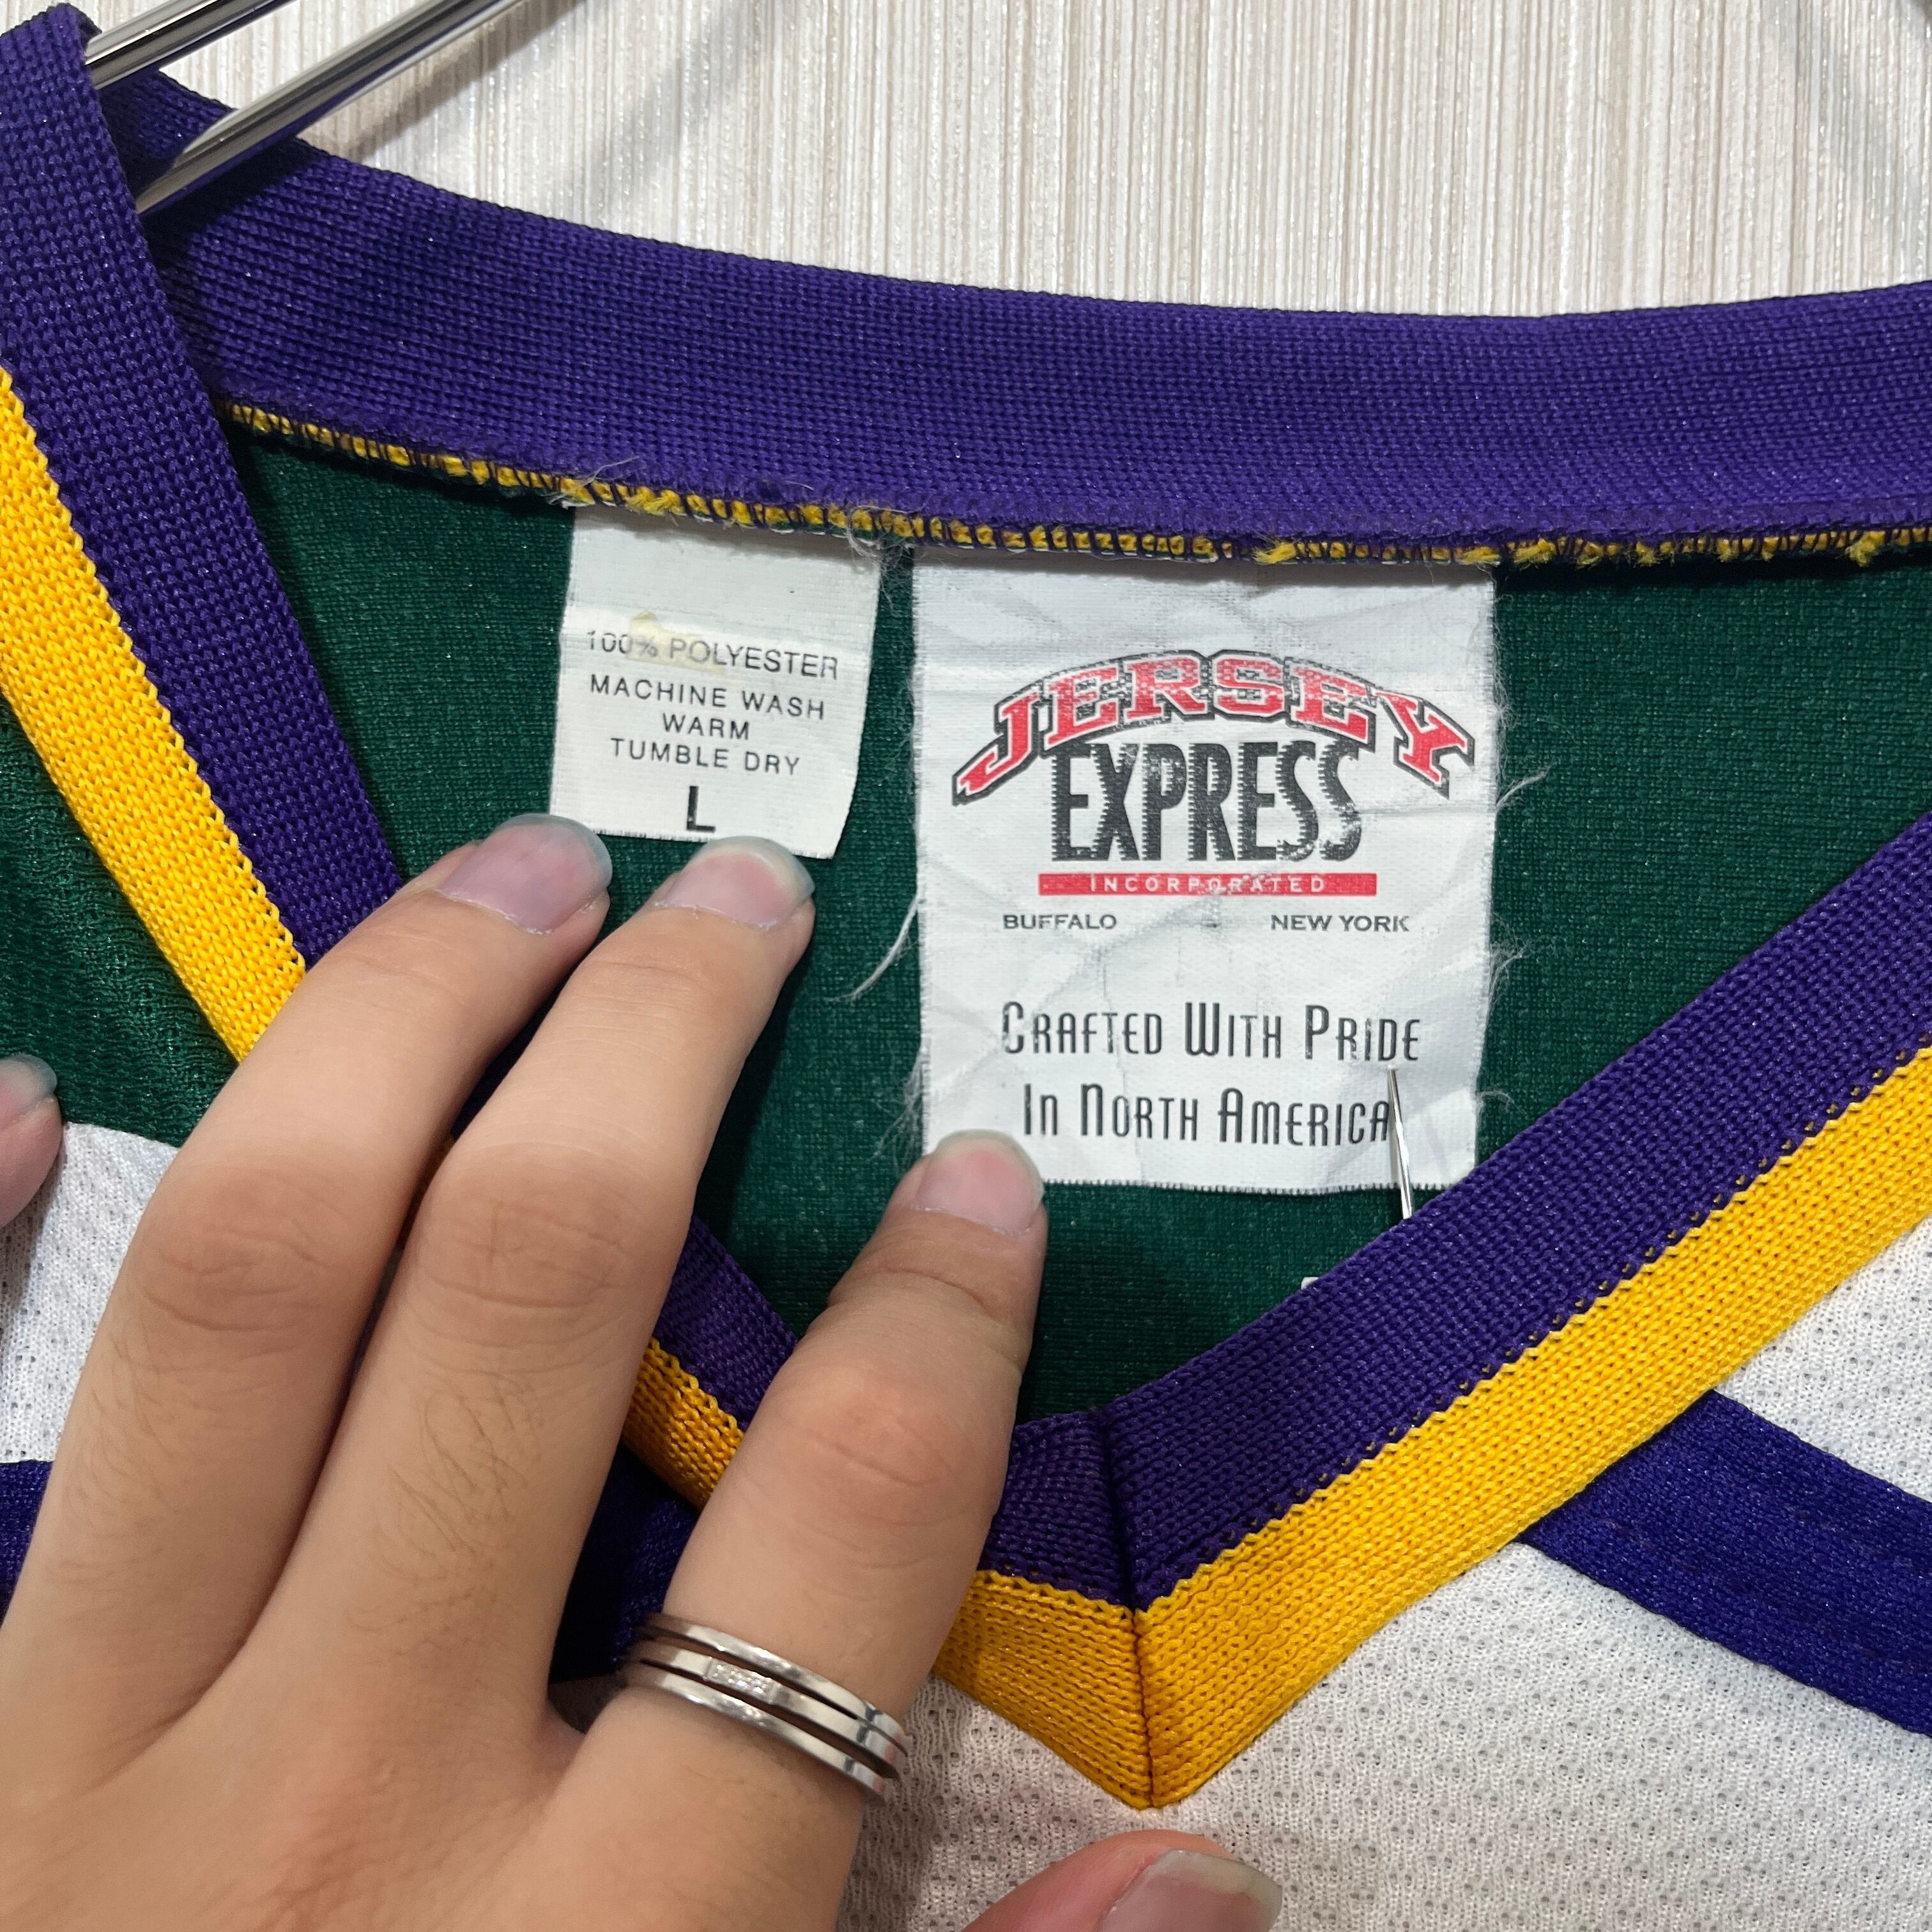 100% POLYESTER
MACHINE WASH
WARM
TUMBLE DRY
L
JERSEY
EXPRESS
INCORPORATED
BUFFALO NEW YORK
CRAFTED WITH PRIDE
IN NORTH AMERICA